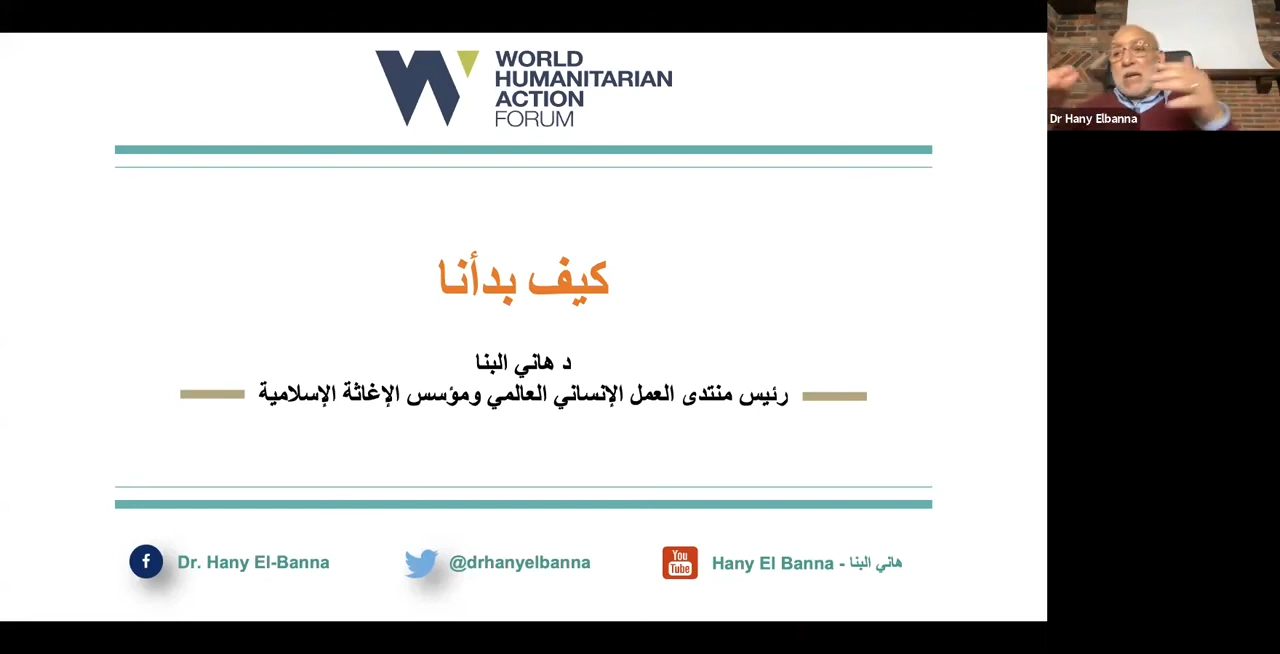 WORLD
HUMANITARIAN
ACTION
FORUM
Dr Hany Elbanna
كيف بدأنا
د هاني البنا
رئيس منتدى العمل الإنساني العالمي ومؤسس الإغاثة الإسلامية
f Dr. Hany El-Banna
@drhanyelbanna
You
Tube
Hany El Banna - هاني البنا